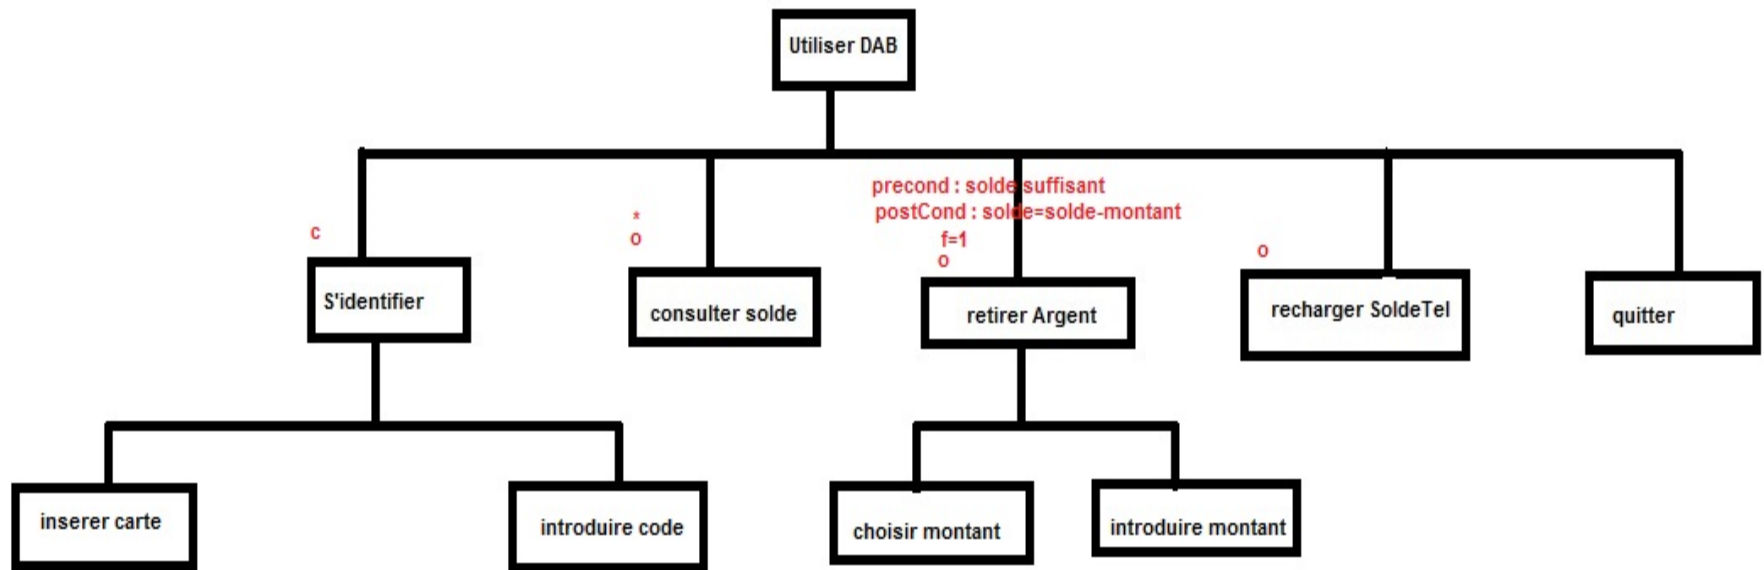 Utiliser DAB
precond : solde suffisant
postCond : solde=solde-montant
c
*
o
f=1
o
o
S'identifier
consulter solde
retirer Argent
recharger SoldeTel
quitter
inserer carte
introduire code
choisir montant
introduire montant